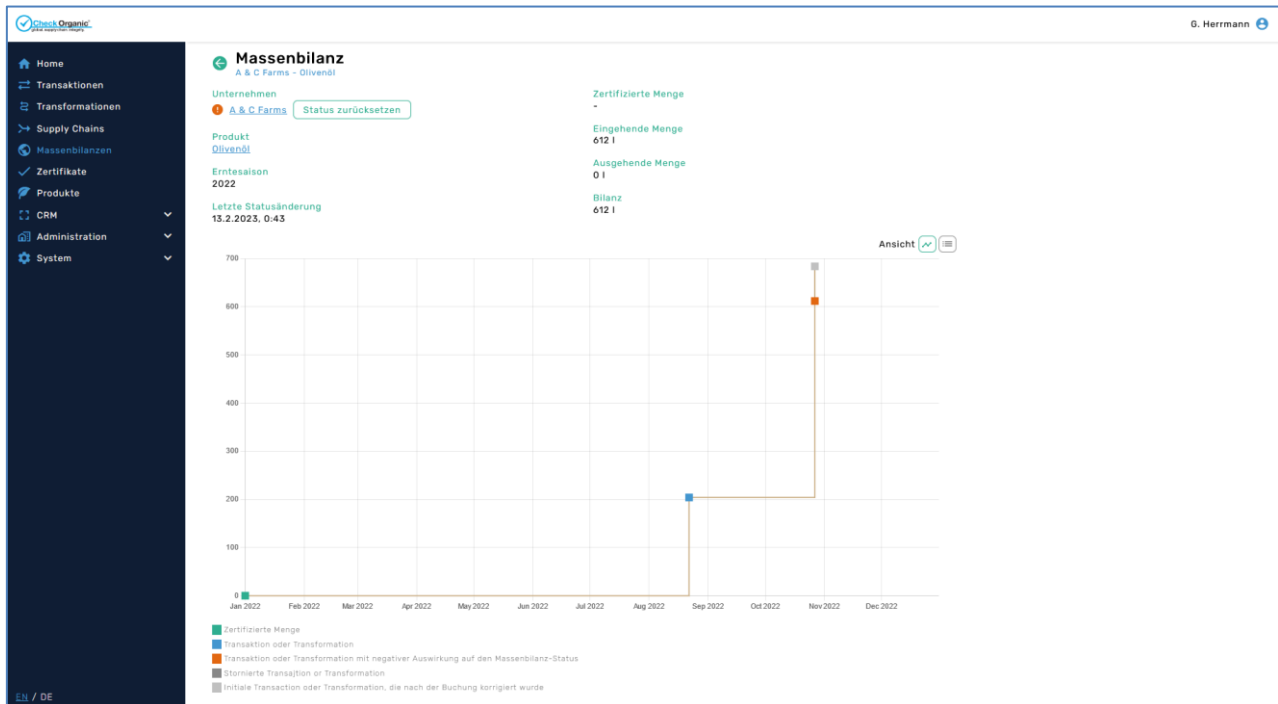 Check Organic
global supply chain integrity
G. Herrmann
Home
Transaktionen
Transformationen
Supply Chains
Massenbilanzen
Zertifikate
Produkte
CRM
Administration
System
EN / DE
Massenbilanz
A & C Farms - Olivenöl
Unternehmen
A & C Farms
Status zurücksetzen
Produkt
Olivenöl
Erntesaison
2022
Letzte Statusänderung
13.2.2023, 0:43
Zertifizierte Menge
-
Eingehende Menge
612 l
Ausgehende Menge
0 l
Bilanz
612 l
Ansicht
700
600
500
400
300
200
100
0
Jan 2022 Feb 2022 Mar 2022 Apr 2022 May 2022 Jun 2022 Jul 2022 Aug 2022 Sep 2022 Oct 2022 Nov 2022 Dec 2022
Zertifizierte Menge
Transaktion oder Transformation
Transaktion oder Transformation mit negativer Auswirkung auf den Massenbilanz-Status
Stornierte Transajtion or Transformation
Initiale Transaction oder Transformation, die nach der Buchung korrigiert wurde